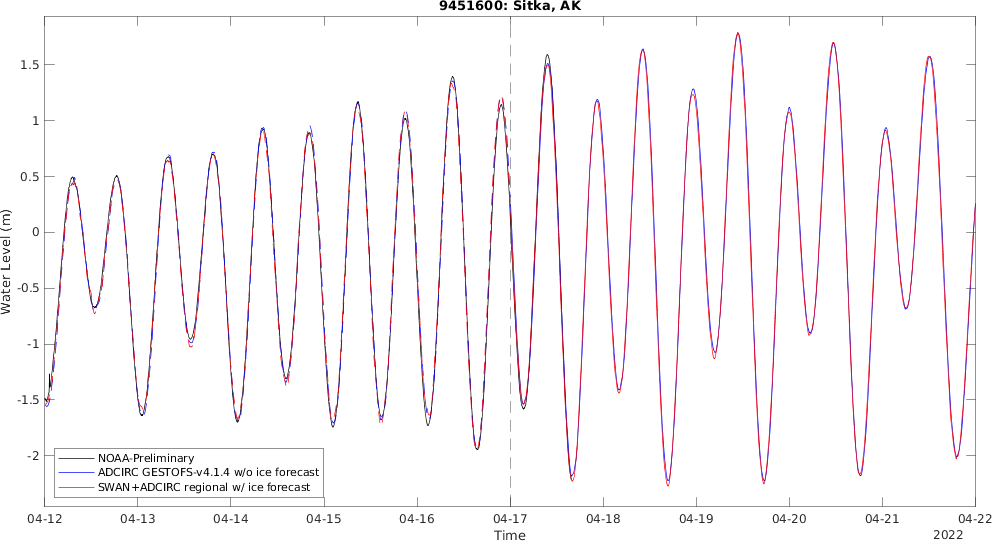 9451600: Sitka, AK
Water Level (m)
1.5
1
0.5
0
-0.5
-1
-1.5
-2
NOAA-Preliminary
ADCIRC GESTOFS-v4.1.4 w/o ice forecast
SWAN+ADCIRC regional w/ ice forecast
04-12 04-13 04-14 04-15 04-16 04-17 04-18 04-19 04-20 04-21 04-22
Time
2022